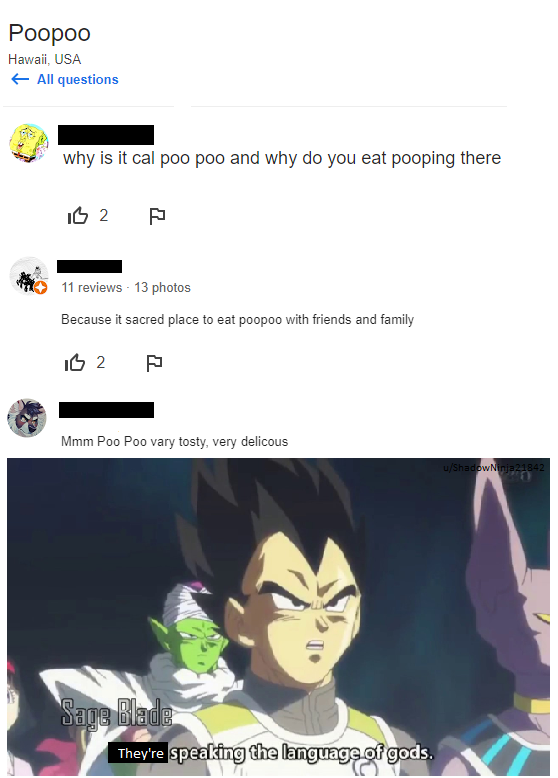 Poopoo
Hawaii, USA
← All questions
why is it cal poo poo and why do you eat pooping there
2
11 reviews · 13 photos
Because it sacred place to eat poopoo with friends and family
2
Mmm Poo Poo vary tosty, very delicous
u/ShadowNinja21842
Sage Blade
They're speaking the language of gods.